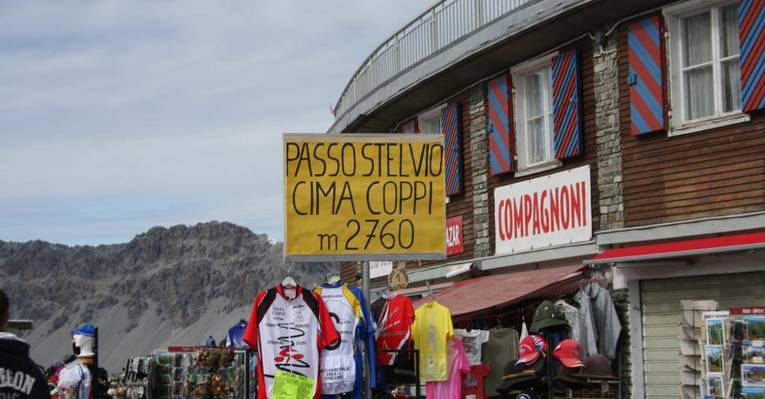 PASSO STELVIO
CIMA COPPI
m 2760
COMPAGNONI